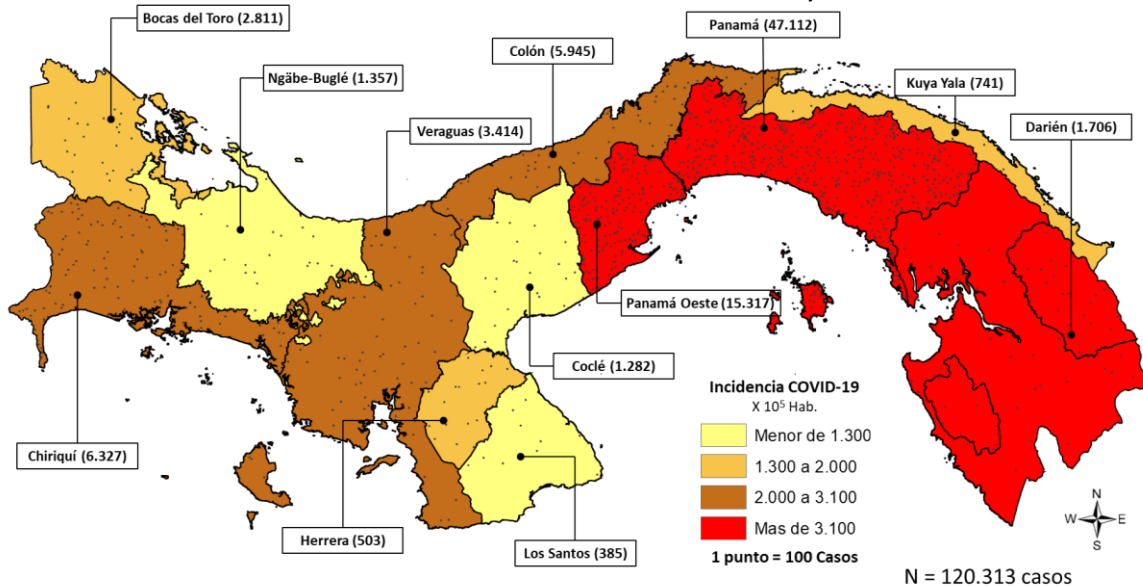 Bocas del Toro (2.811)
Panamá (47.112)
Colón (5.945)
Ngäbe-Buglé (1.357)
Kuya Yala (741)
Veraguas (3.414)
Darién (1.706)
Panamá Oeste (15.317)
Coclé (1.282)
Chiriquí (6.327)
Herrera (503)
Los Santos (385)
Incidencia COVID-19
X 10⁵ Hab.
Menor de 1.300
1.300 a 2.000
2.000 a 3.100
Mas de 3.100
1 punto = 100 Casos
N
W E
S
N = 120.313 casos